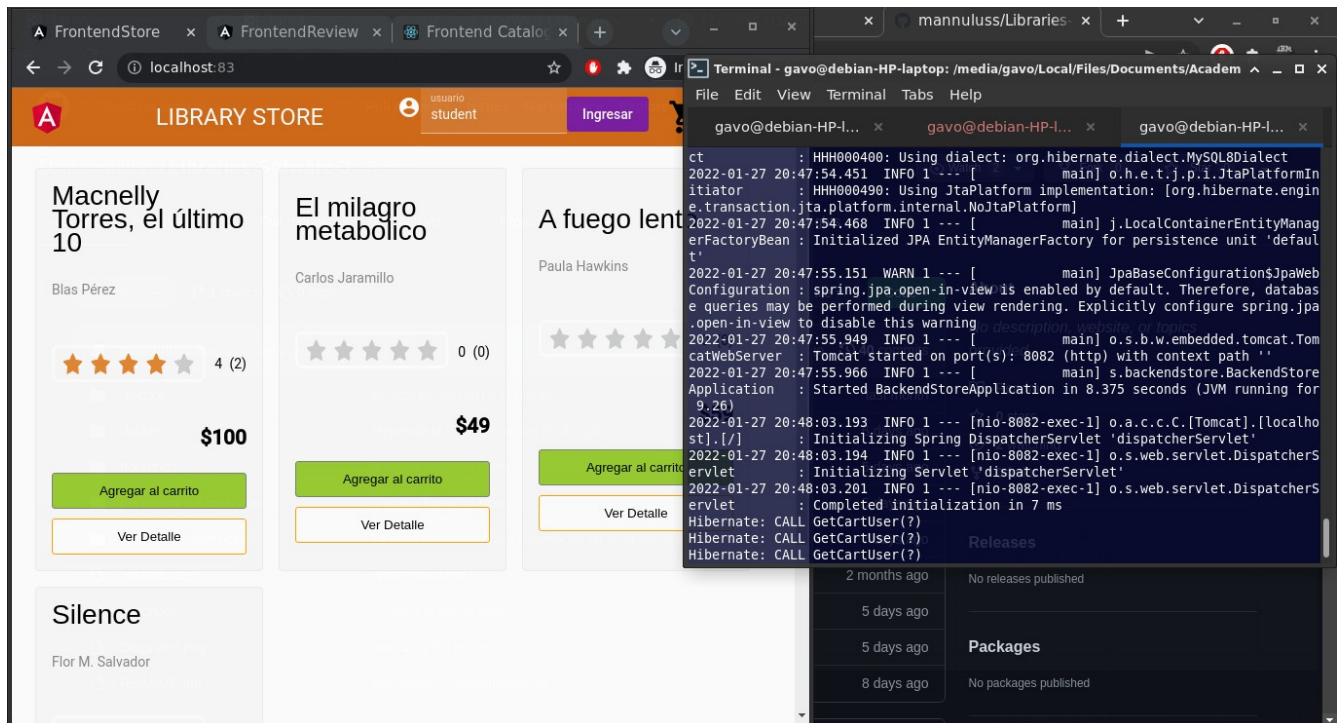 FrontendStore
FrontendReview
Frontend Catalog
mannuluss/Libraries-
localhost:83
LIBRARY STORE
usuario
student
Ingresar
Macnelly
Torres, el último
10
Blas Pérez
4 (2)
$100
Agregar al carrito
Ver Detalle
El milagro
metabolico
Carlos Jaramillo
0 (0)
$49
Agregar al carrito
Ver Detalle
A fuego lent
Paula Hawkins
Agregar al carrito
Ver Detalle
Silence
Flor M. Salvador
Terminal - gavo@debian-HP-laptop: /media/gavo/Local/Files/Documents/Academ
File Edit View Terminal Tabs Help
gavo@debian-HP-l...
gavo@debian-HP-l...
gavo@debian-HP-l...
ct : HHH000400: Using dialect: org.hibernate.dialect.MySQL8Dialect
2022-01-27 20:47:54.451 INFO 1 --- [ main] o.h.e.t.j.p.i.JtaPlatformIn
itiator : HHH000490: Using JtaPlatform implementation: [org.hibernate.engin
e.transaction.jta.platform.internal.NoJtaPlatform]
2022-01-27 20:47:54.468 INFO 1 --- [ main] j.LocalContainerEntityManag
erFactoryBean : Initialized JPA EntityManagerFactory for persistence unit 'defaul
t'
2022-01-27 20:47:55.151 WARN 1 --- [ main] JpaBaseConfiguration$JpaWeb
Configuration : spring.jpa.open-in-view is enabled by default. Therefore, databas
e queries may be performed during view rendering. Explicitly configure spring.jpa
.open-in-view to disable this warning
2022-01-27 20:47:55.949 INFO 1 --- [ main] o.s.b.w.embedded.tomcat.Tom
catWebServer : Tomcat started on port(s): 8082 (http) with context path ''
2022-01-27 20:47:55.966 INFO 1 --- [ main] s.backendstore.BackendStore
Application : Started BackendStoreApplication in 8.375 seconds (JVM running for
9.26)
2022-01-27 20:48:03.193 INFO 1 --- [nio-8082-exec-1] o.a.c.c.C.[Tomcat].[localho
st].[/] : Initializing Spring DispatcherServlet 'dispatcherServlet'
2022-01-27 20:48:03.194 INFO 1 --- [nio-8082-exec-1] o.s.web.servlet.DispatcherS
ervlet : Initializing Servlet 'dispatcherServlet'
2022-01-27 20:48:03.201 INFO 1 --- [nio-8082-exec-1] o.s.web.servlet.DispatcherS
ervlet : Completed initialization in 7 ms
Hibernate: CALL GetCartUser(?)
Hibernate: CALL GetCartUser(?)
Hibernate: CALL GetCartUser(?)
No description, website, or topics
provided.
Releases
2 months ago
No releases published
5 days ago
5 days ago
Packages
8 days ago
No packages published